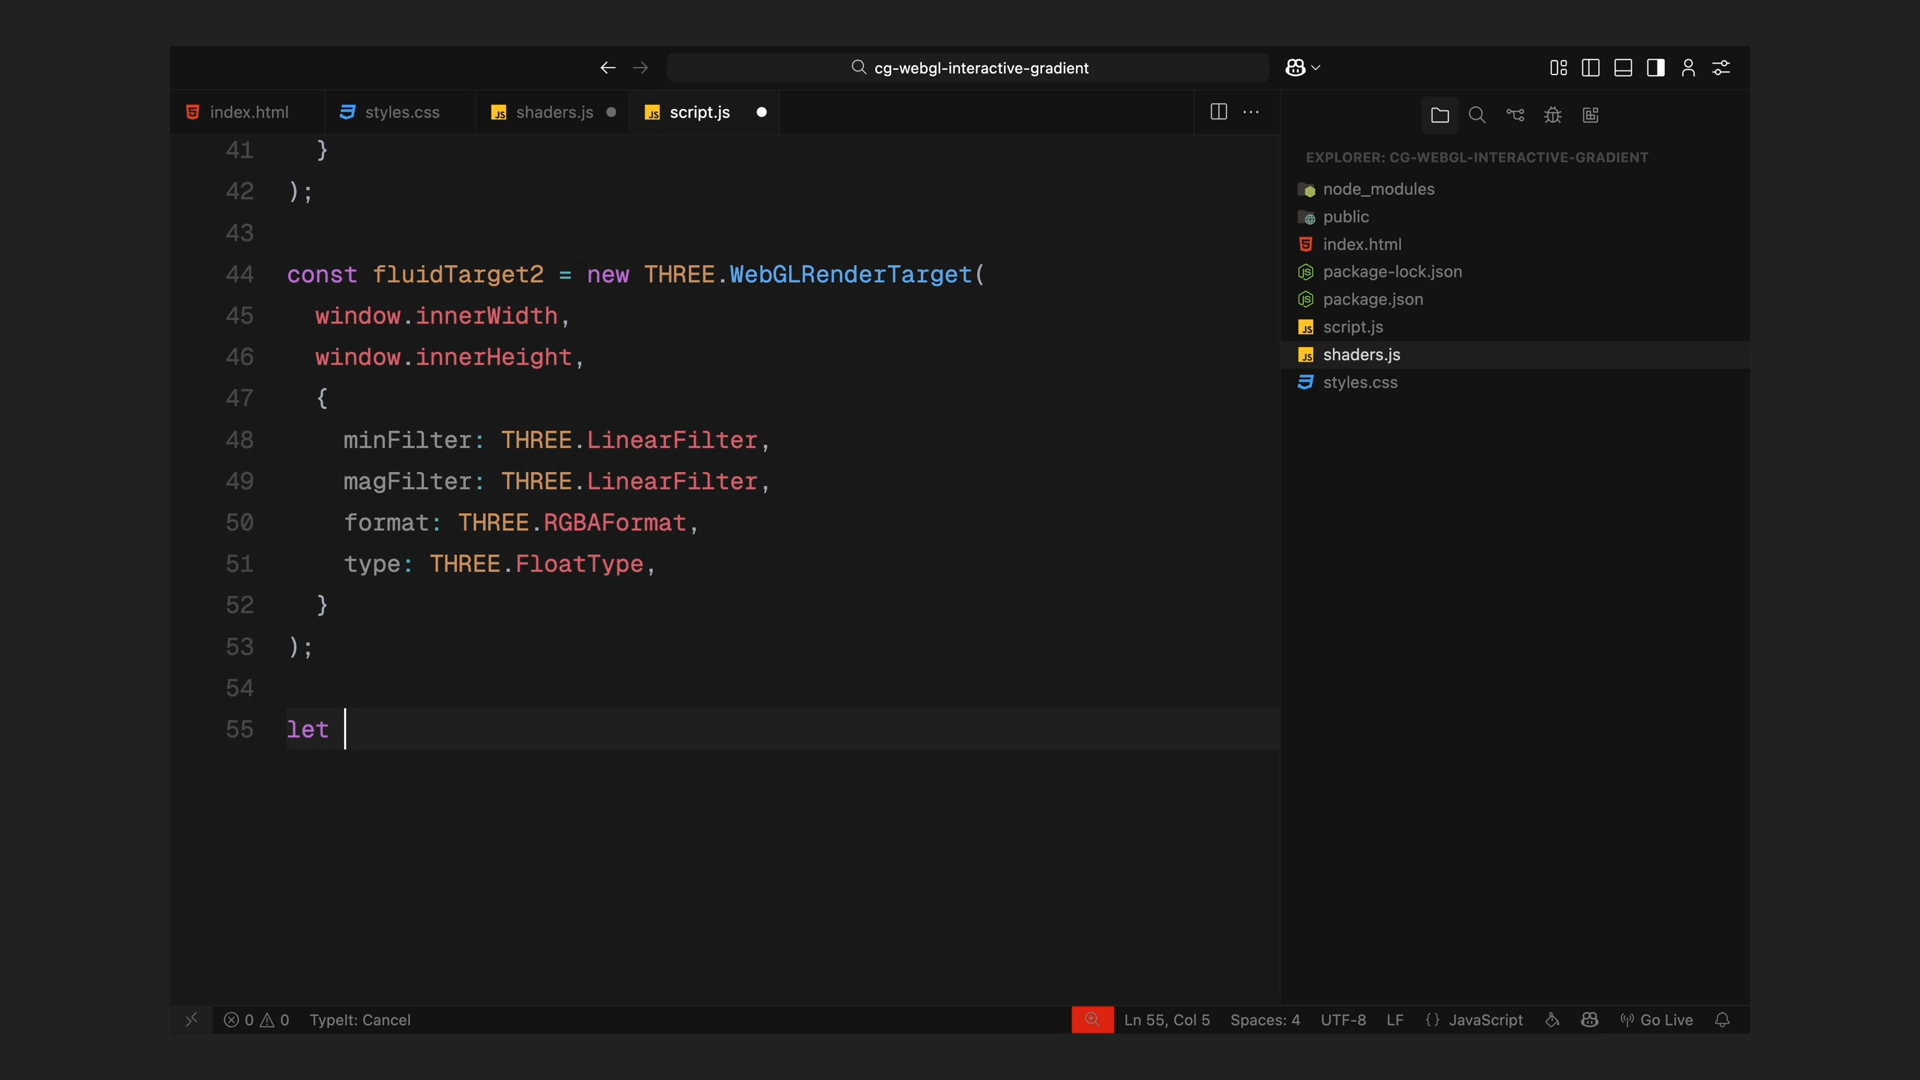 cg-webgl-interactive-gradient
index.html
styles.css
shaders.js
script.js
EXPLORER: CG-WEBGL-INTERACTIVE-GRADIENT
node_modules
public
index.html
package-lock.json
package.json
script.js
shaders.js
styles.css
41 }
42 );
43
44 const fluidTarget2 = new THREE.WebGLRenderTarget(
45 window.innerWidth,
46 window.innerHeight,
47 {
48 minFilter: THREE.LinearFilter,
49 magFilter: THREE.LinearFilter,
50 format: THREE.RGBAFormat,
51 type: THREE.FloatType,
52 }
53 );
54
55 let
0 0 TypeIt: Cancel Ln 55, Col 5 Spaces: 4 UTF-8 LF {} JavaScript Go Live